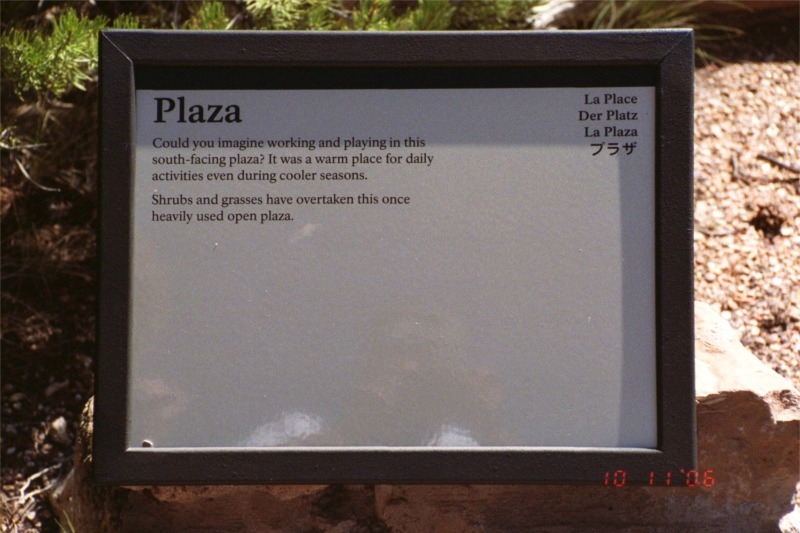 Plaza
Could you imagine working and playing in this
south-facing plaza? It was a warm place for daily
activities even during cooler seasons.
Shrubs and grasses have overtaken this once
heavily used open plaza.
La Place
Der Platz
La Plaza
プラザ
10 11 '06